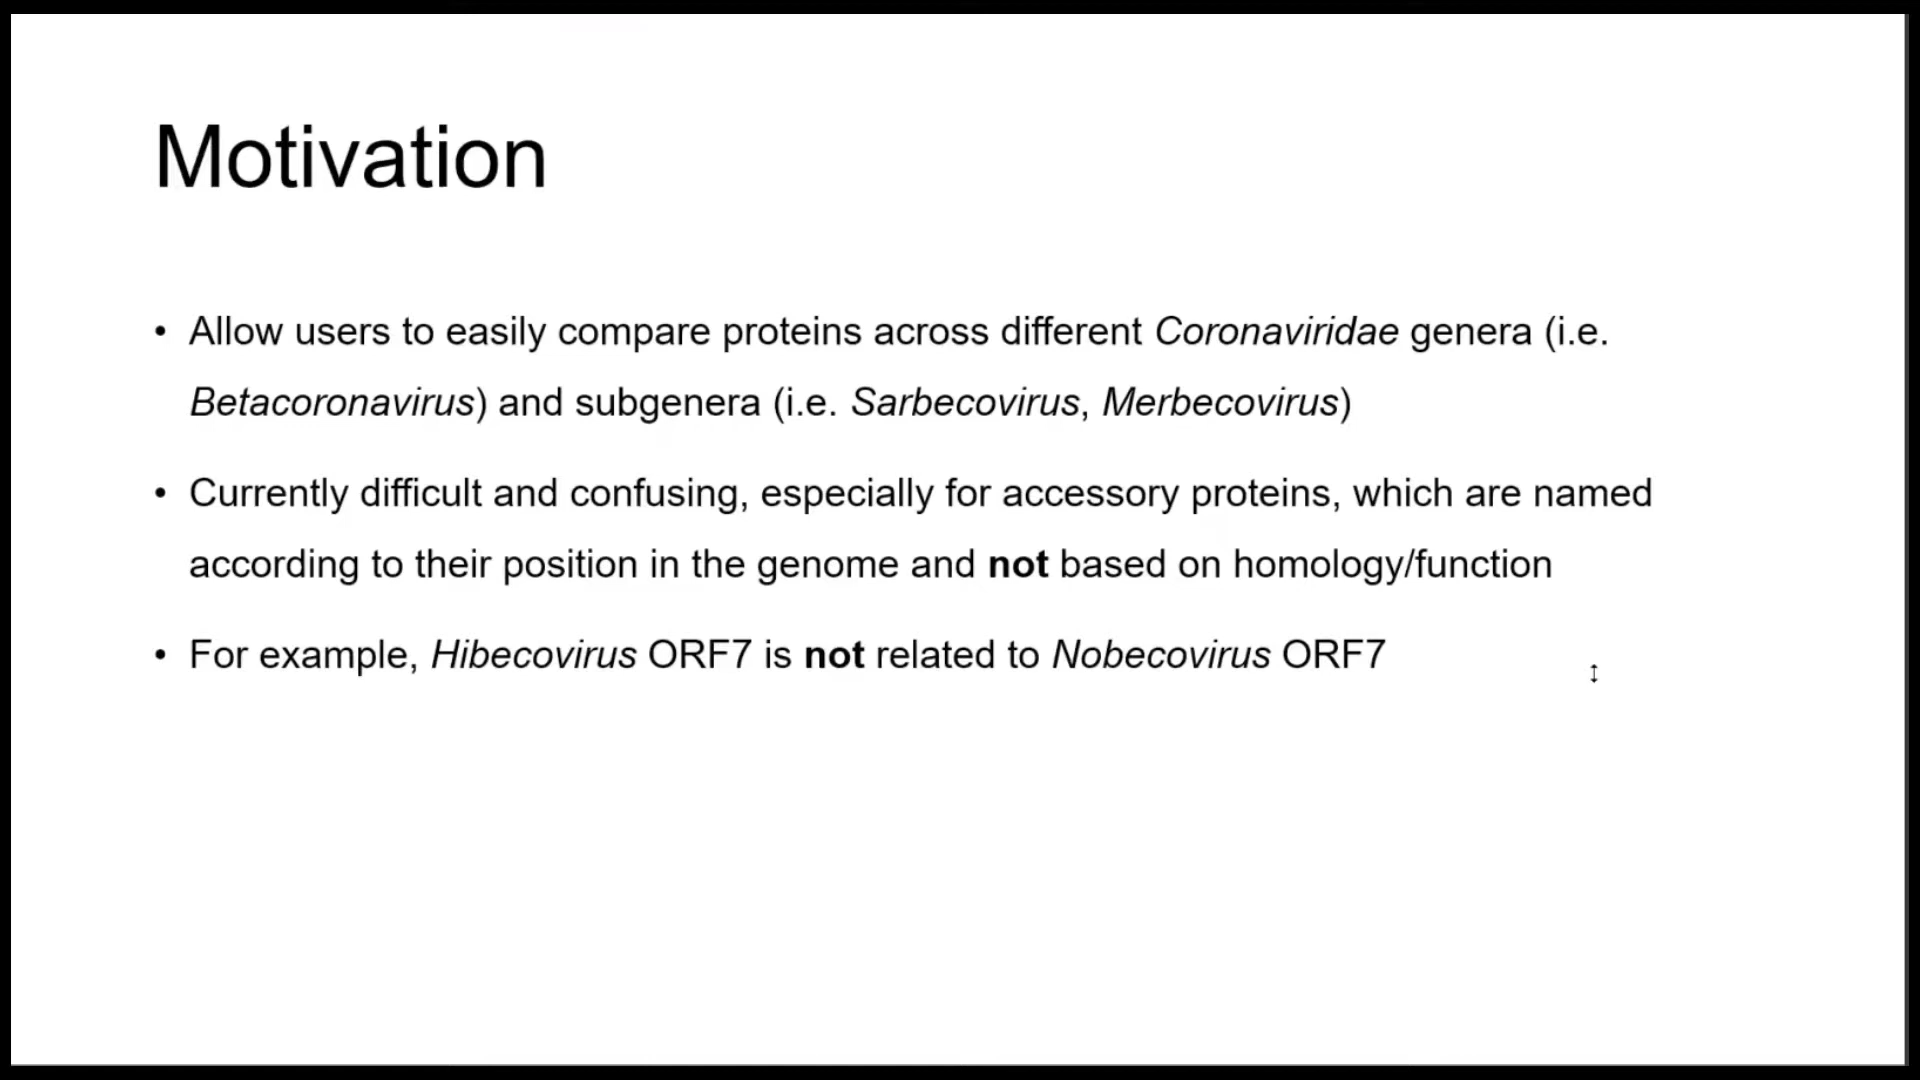 Motivation
• Allow users to easily compare proteins across different Coronaviridae genera (i.e.
Betacoronavirus) and subgenera (i.e. Sarbecovirus, Merbecovirus)
• Currently difficult and confusing, especially for accessory proteins, which are named
according to their position in the genome and not based on homology/function
• For example, Hibecovirus ORF7 is not related to Nobecovirus ORF7